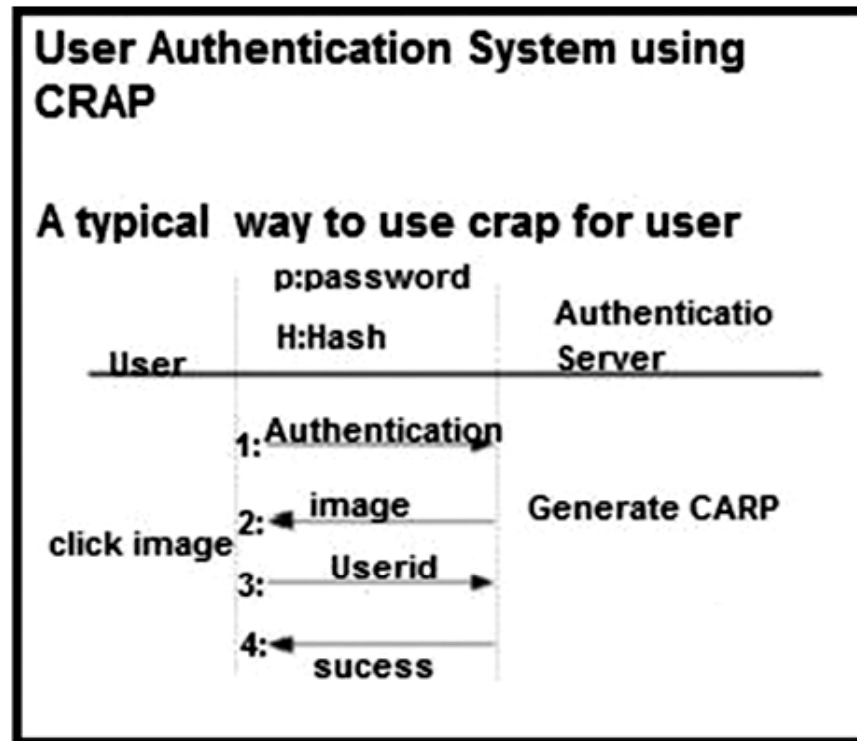 User Authentication System using
CRAP
A typical way to use crap for user
p:password
H:Hash
Authenticatio
Server
User
1: Authentication
2: image
Generate CARP
click image
3: Userid
4:
sucess